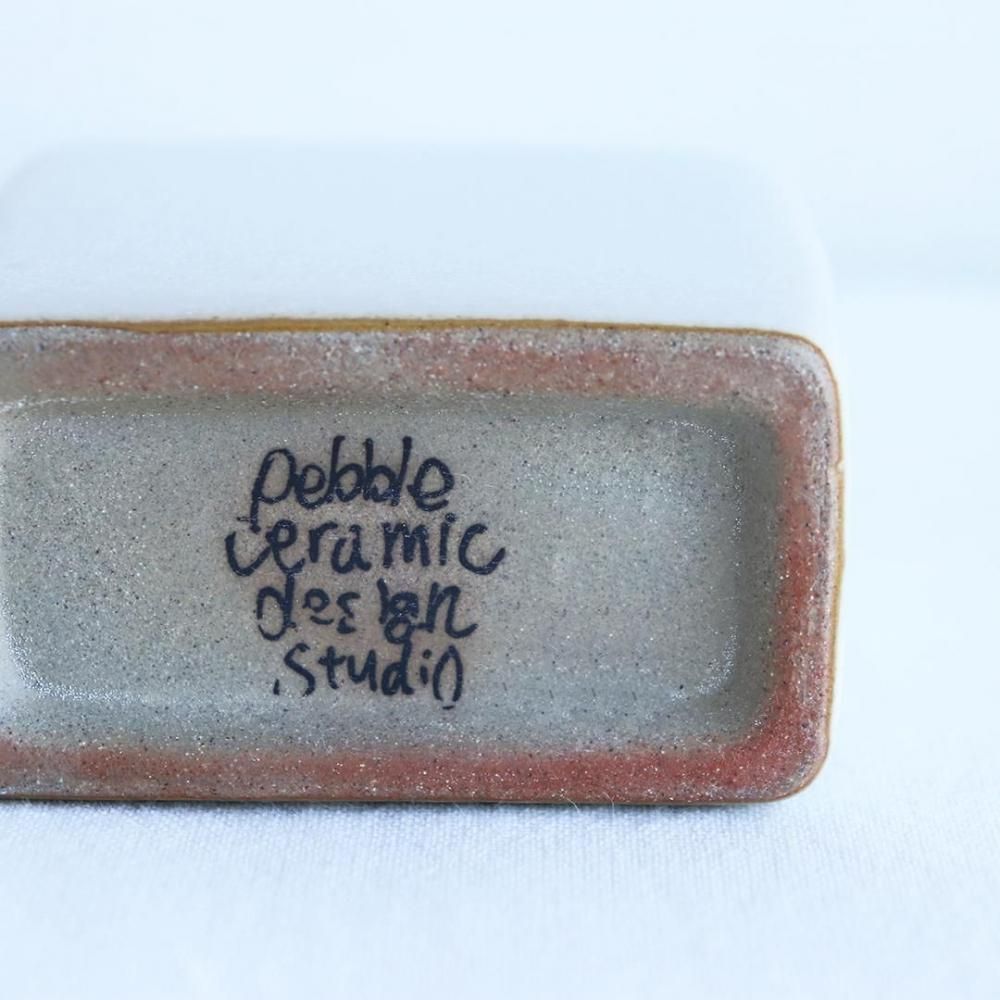 pebble
ceramic
design
studio